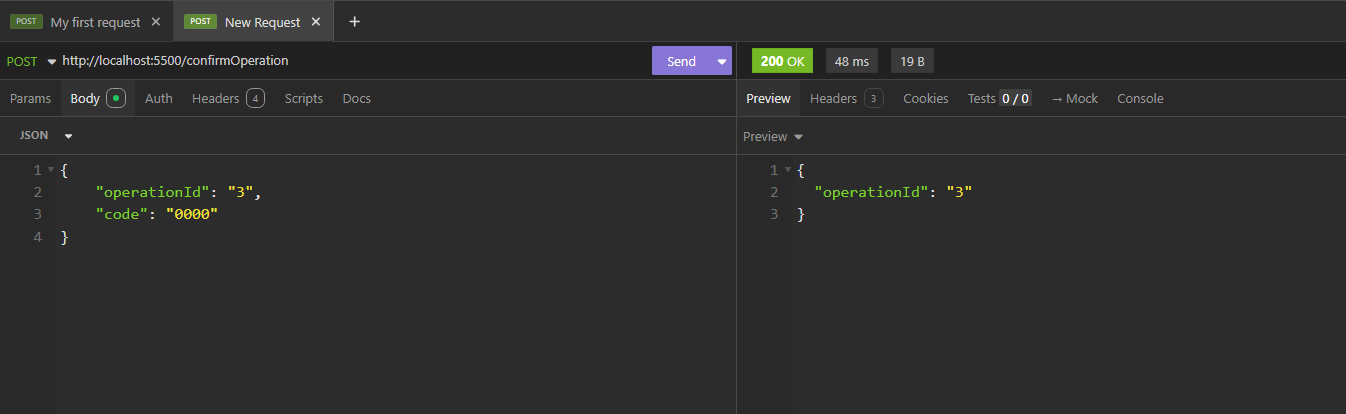 POST My first request × POST New Request × +
POST http://localhost:5500/confirmOperation Send 200 OK 48 ms 19 B
Params Body Auth Headers 4 Scripts Docs Preview Headers 3 Cookies Tests 0 / 0 → Mock Console
JSON Preview
1 { 1 {
2 "operationId": "3", 2 "operationId": "3"
3 "code": "0000" 3 }
4 }